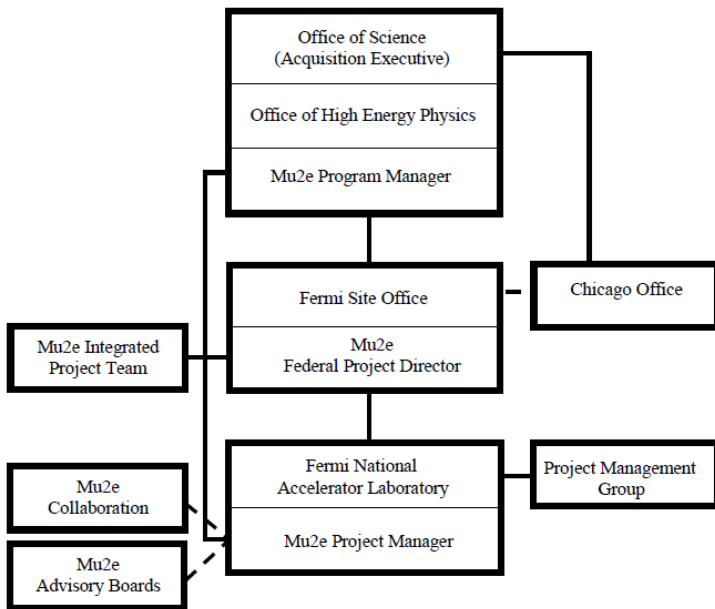 Office of Science
(Acquisition Executive)
Office of High Energy Physics
Mu2e Program Manager
Fermi Site Office
Chicago Office
Mu2e
Federal Project Director
Mu2e Integrated
Project Team
Fermi National
Accelerator Laboratory
Project Management
Group
Mu2e
Collaboration
Mu2e Project Manager
Mu2e
Advisory Boards